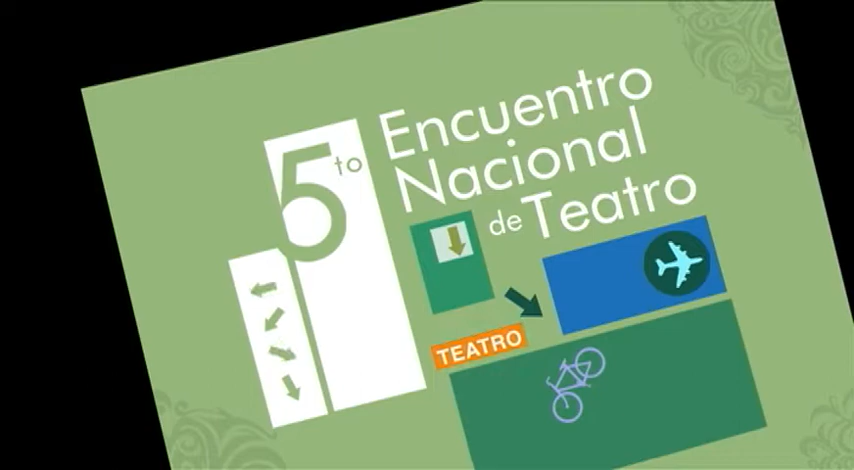 5to
Encuentro
Nacional
de Teatro
TEATRO